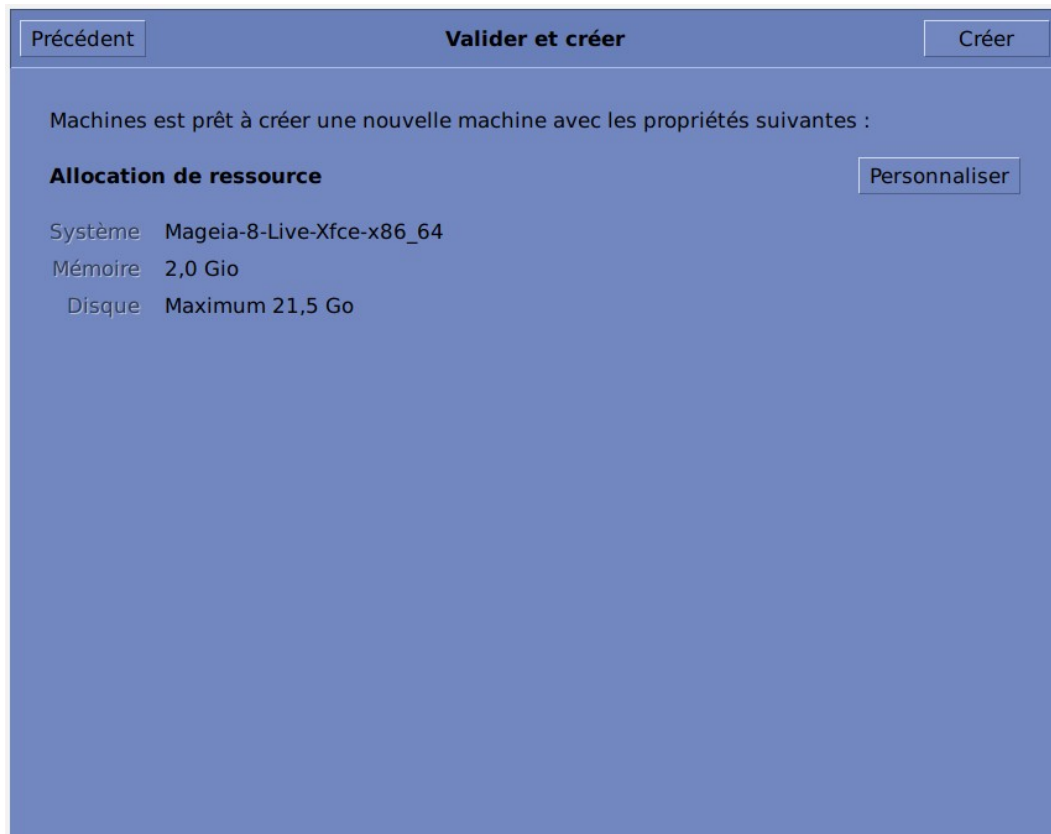 Précédent
Valider et créer
Créer
Machines est prêt à créer une nouvelle machine avec les propriétés suivantes :
Allocation de ressource
Personnaliser
Système Mageia-8-Live-Xfce-x86_64
Mémoire 2,0 Gio
Disque Maximum 21,5 Go